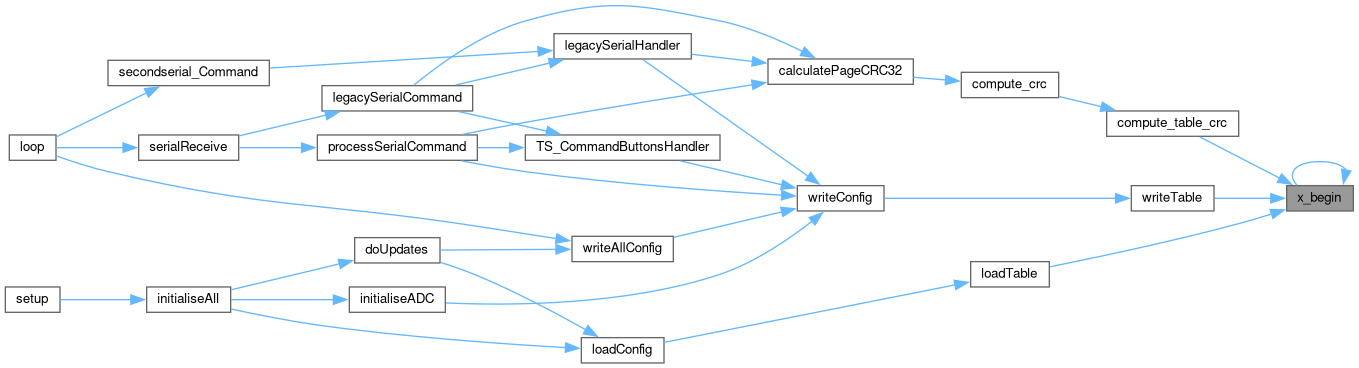 legacySerialHandler
secondserial_Command
calculatePageCRC32
compute_crc
legacySerialCommand
compute_table_crc
loop
serialReceive
processSerialCommand
TS_CommandButtonsHandler
writeConfig
writeTable
x_begin
doUpdates
writeAllConfig
loadTable
setup
initialiseAll
initialiseADC
loadConfig